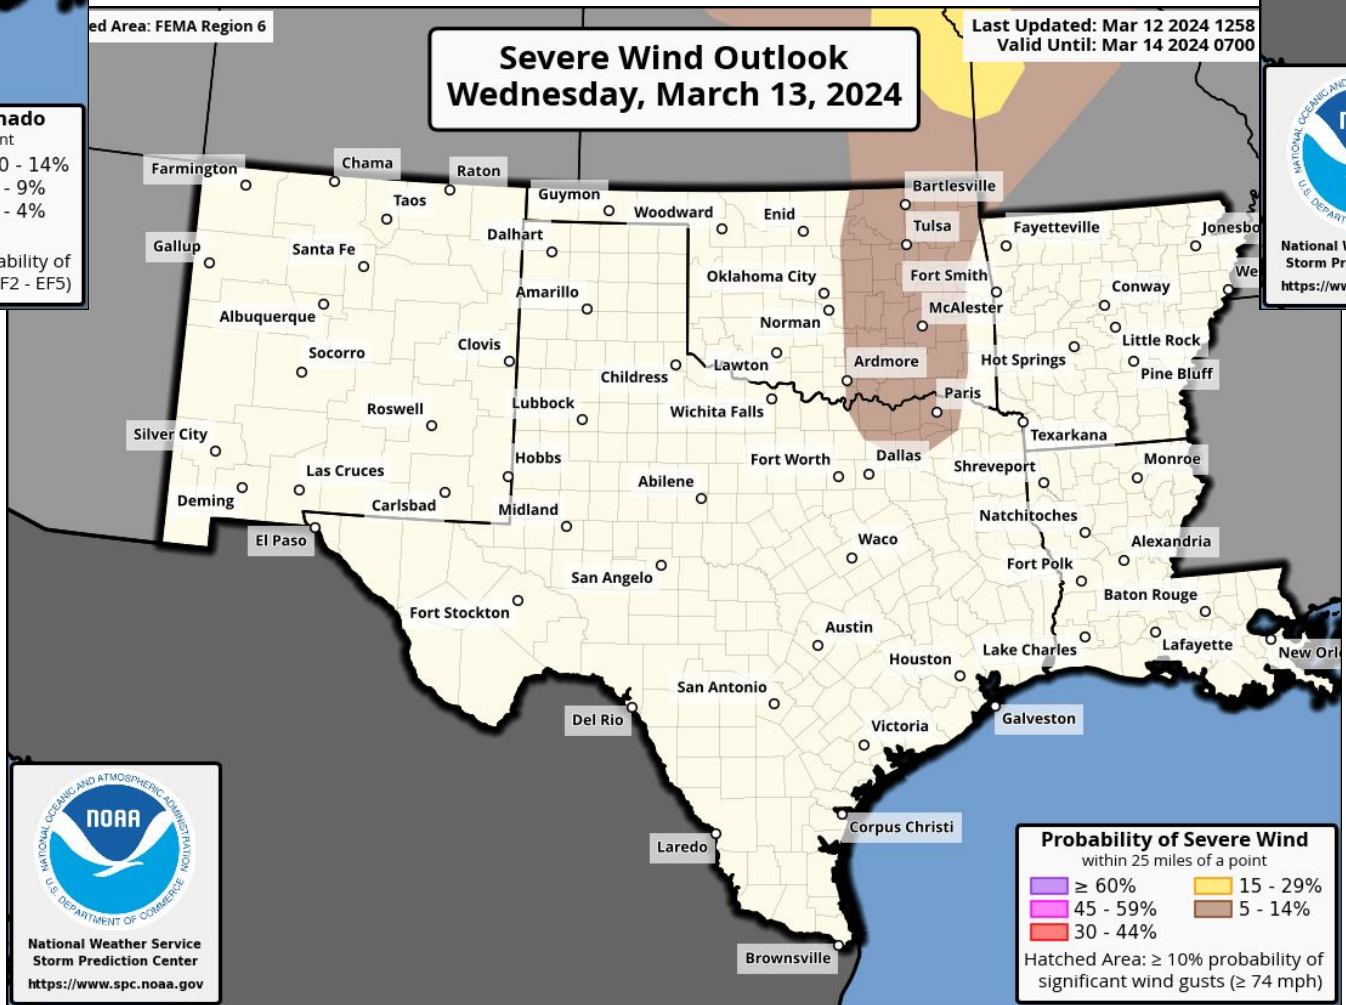 ed Area: FEMA Region 6
Severe Wind Outlook
Wednesday, March 13, 2024
Last Updated: Mar 12 2024 1258
Valid Until: Mar 14 2024 0700
nado
nt
0 - 14%
- 9%
- 4%
ability of
F2 - EF5)
Farmington
Chama
Raton
Taos
Guymon
Woodward
Enid
Bartlesville
Tulsa
Fayetteville
Jonesbo
Gallup
Santa Fe
Dalhart
Oklahoma City
Fort Smith
We
Albuquerque
Amarillo
Norman
McAlester
Conway
Little Rock
Socorro
Clovis
Childress
Lawton
Ardmore
Hot Springs
Pine Bluff
Roswell
Lubbock
Wichita Falls
Paris
Texarkana
Silver City
Las Cruces
Hobbs
Abilene
Fort Worth
Dallas
Shreveport
Monroe
Deming
Carlsbad
Midland
Natchitoches
El Paso
San Angelo
Waco
Fort Polk
Alexandria
Fort Stockton
Baton Rouge
Austin
Houston
Lake Charles
Lafayette
New Orl
San Antonio
Del Rio
Victoria
Galveston
Corpus Christi
Laredo
Brownsville
NATIONAL OCEANIC AND ATMOSPHERIC ADMINISTRATION
NOAA
U.S. DEPARTMENT OF COMMERCE
National Weather Service
Storm Prediction Center
https://www.spc.noaa.gov
National W
Storm Pr
https://ww
Probability of Severe Wind
within 25 miles of a point
≥ 60%
15 - 29%
45 - 59%
5 - 14%
30 - 44%
Hatched Area: ≥ 10% probability of
significant wind gusts (≥ 74 mph)